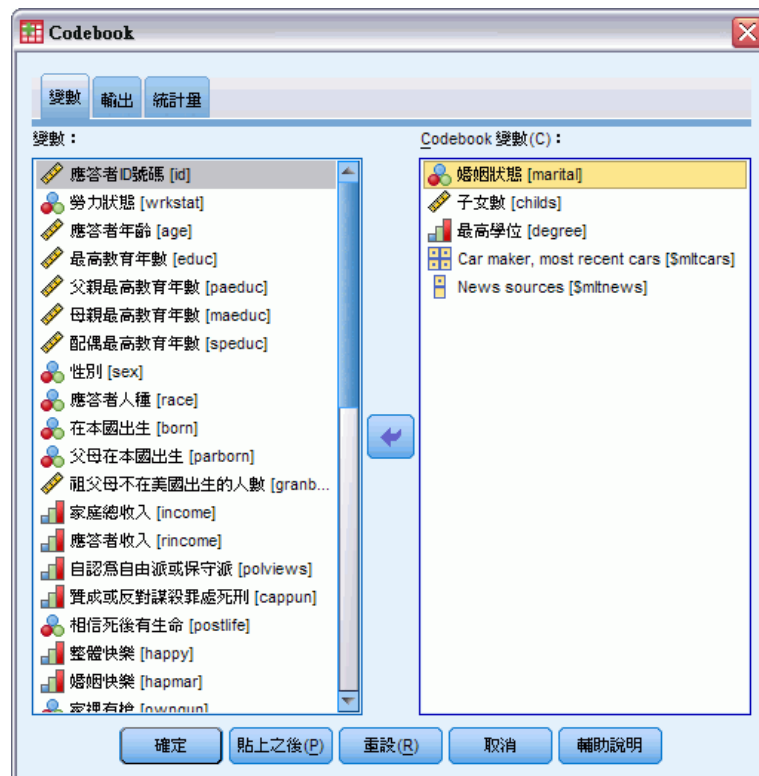 Codebook
變數 輸出 統計量
變數：
應答者ID號碼 [id]
勞力狀態 [wrkstat]
應答者年齡 [age]
最高教育年數 [educ]
父親最高教育年數 [paeduc]
母親最高教育年數 [maeduc]
配偶最高教育年數 [speduc]
性別 [sex]
應答者人種 [race]
在本國出生 [born]
父母在本國出生 [parborn]
祖父母不在美國出生的人數 [granb...
家庭總收入 [income]
應答者收入 [rincome]
自認為自由派或保守派 [polviews]
贊成或反對謀殺罪處死刑 [cappun]
相信死後有生命 [postlife]
整體快樂 [happy]
婚姻快樂 [hapmar]
家裡有槍 [owngun]
Codebook 變數(C)：
婚姻狀態 [marital]
子女數 [childs]
最高學位 [degree]
Car maker, most recent cars [$mltcars]
News sources [$mltnews]
確定 貼上之後(P) 重設(R) 取消 輔助說明